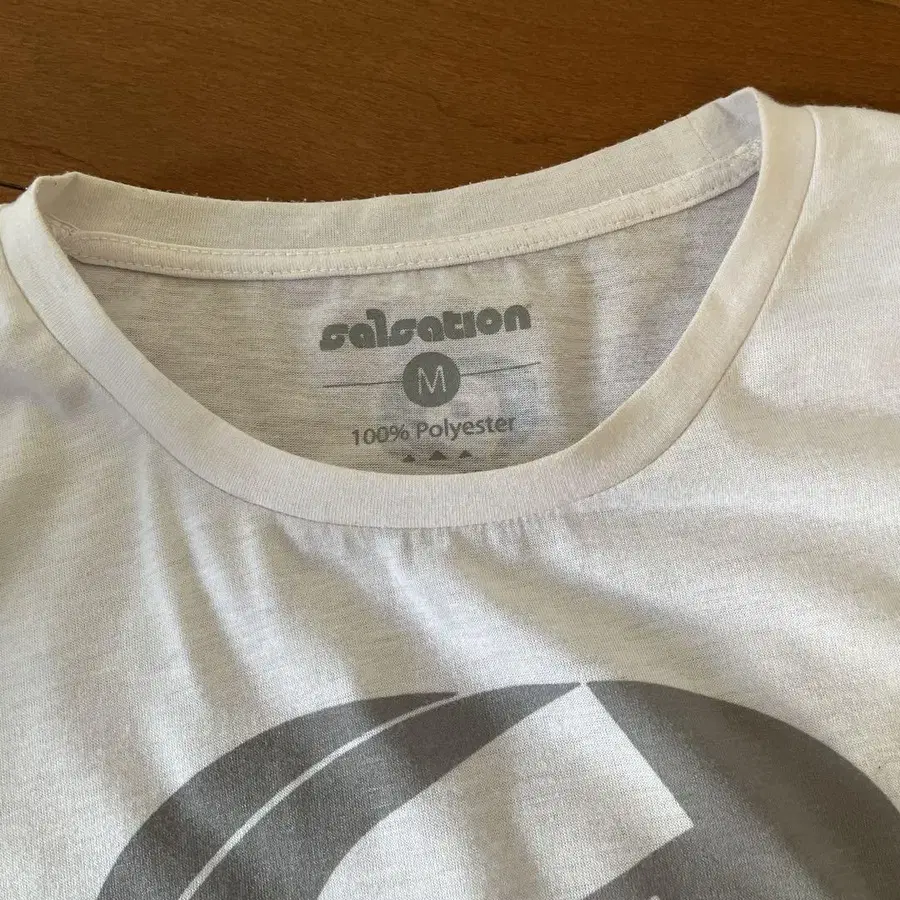 salsation
M
100% Polyester